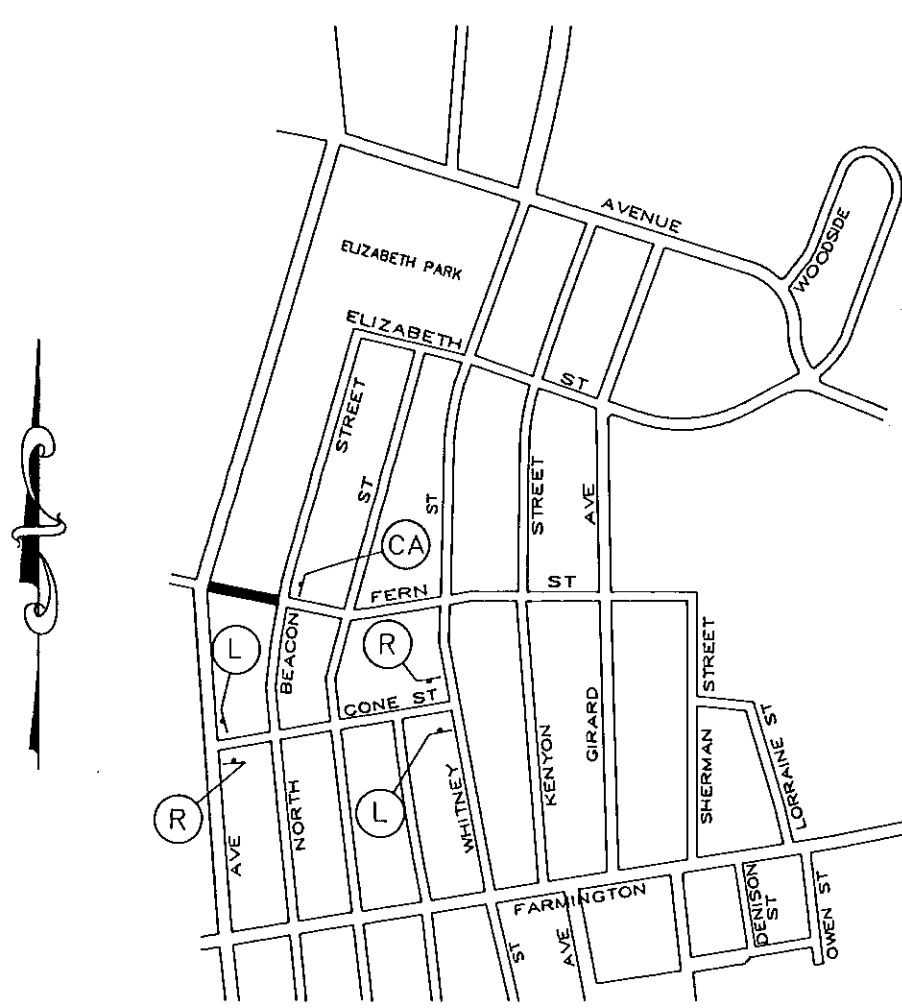 AVENUE
WOODSIDE
ELIZABETH PARK
ELIZABETH
ST
STREET
ST
ST
STREET
AVE
CA
FERN
ST
L
BEACON
R
CONE ST
STREET
GIRARD
KENYON
SHERMAN
LORRAINE ST
R
AVE
NORTH
L
WHITNEY
FARMINGTON
DENISON
ST
OWEN ST
ST
AVE